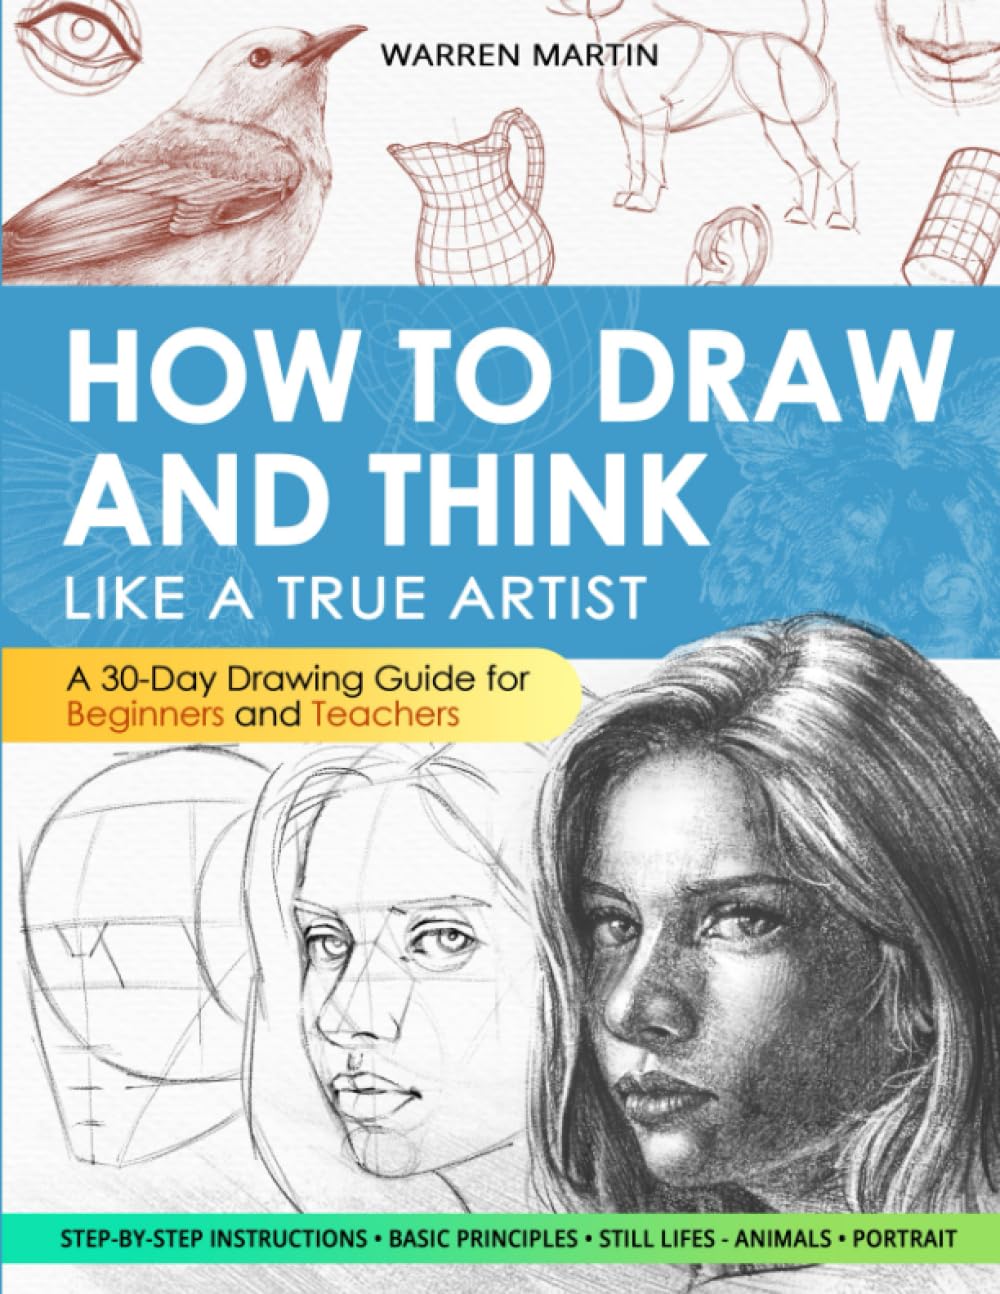 WARREN MARTIN
HOW TO DRAW
AND THINK
LIKE A TRUE ARTIST
A 30-Day Drawing Guide for
Beginners and Teachers
STEP-BY-STEP INSTRUCTIONS • BASIC PRINCIPLES • STILL LIFES - ANIMALS • PORTRAIT